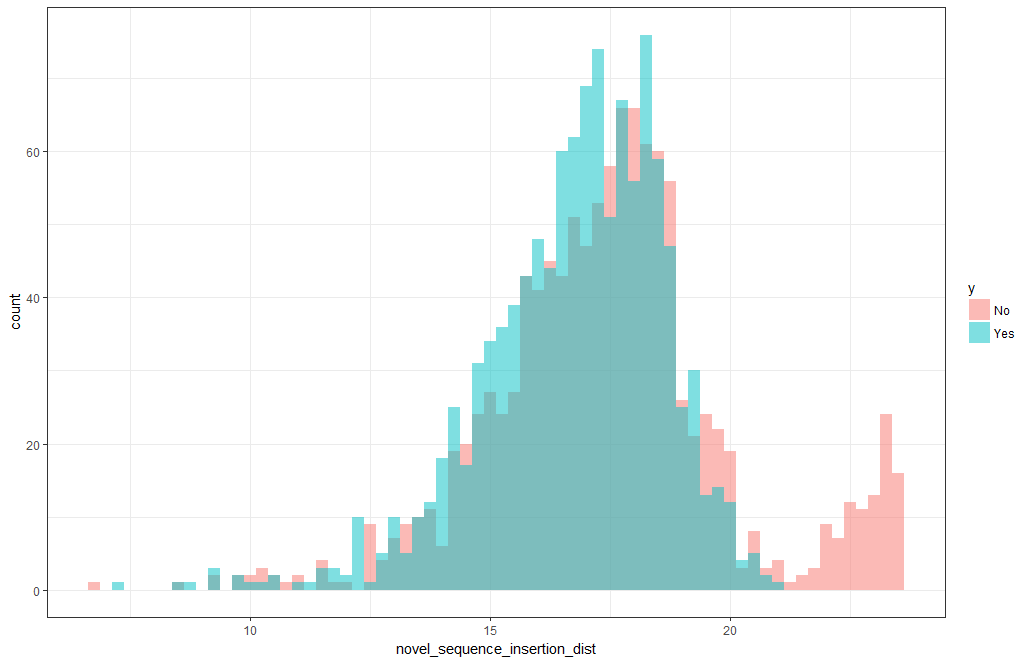 count
60
40
20
0
10
15
20
novel_sequence_insertion_dist
y
No
Yes